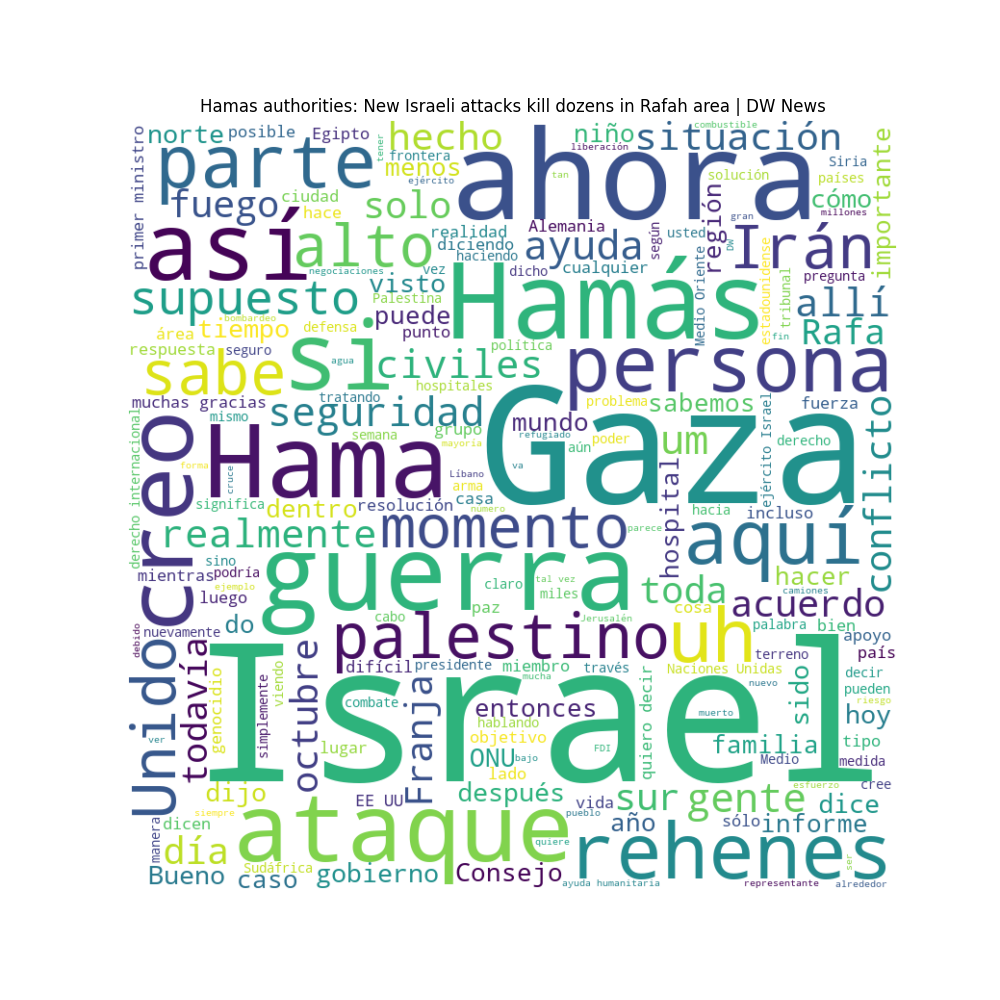 Hamas authorities: New Israeli attacks kill dozens in Rafah area | DW News
primer ministro
norte
posible
Egipto
tener
hecho
niño
situación
combustible
liberación
parte
frontera
menos
ejército
ahora
tan
solución
Siria
países
importante
fuego
ciudad
hace
solo
realidad
diciendo
haciendo
Alemania
según
usted
región
DW
gran
cómo
millones
así
alto
negociaciones
vez
dicho
ayuda
cualquier
Medio Oriente
Irán
estadounidense
tribunal
pregunta
supuesto
visto
Palestina
puede
punto
Hamás
allí
fin
Rafa
bombardeo
área
tiempo
defensa
respuesta
seguro
si
agua
civiles
política
hospitales
persona
sabe
muchas gracias
mismo
tratando
seguridad
semana
grupo
mayoría
mundo
refugiado
problema
sabemos
fuerza
ejército Israel
derecho
conflicto
derecho internacional
creo
forma
cruce
Hama
Líbano
va
arma
casa
número
Gaza
aún
poder
um
hacia
incluso
significa
dentro
resolución
realmente
momento
parece
hospital
aquí
sino
mientras
podría
ejemplo
luego
guerra
claro
tal vez
miles
paz
cabo
Jerusalén
toda
cosa
camiones
hacer
acuerdo
debido
nuevamente
do
palestino
uh
palabra
bien
apoyo
país
terreno
Unido
todavía
genocidio
simplemente
viendo
octubre
difícil
presidente
miembro
mucha
través
Naciones Unidas
nuevo
decir
pueden
riesgo
combate
Franja
entonces
quiero decir
muerto
sido
hoy
Israel
ver
lugar
hablando
objetivo
ONU
bajo
FDI
lado
familia
Medio
tipo
medida
cree
dijo
EE UU
después
vida
pueblo
sur
gente
esfuerzo
dice
siempre
manera
dicen
ataque
quiere
año
sólo
informe
día
Sudáfrica
Bueno
caso
gobierno
Consejo
rehenes
ser
ayuda humanitaria
representante
alrededor